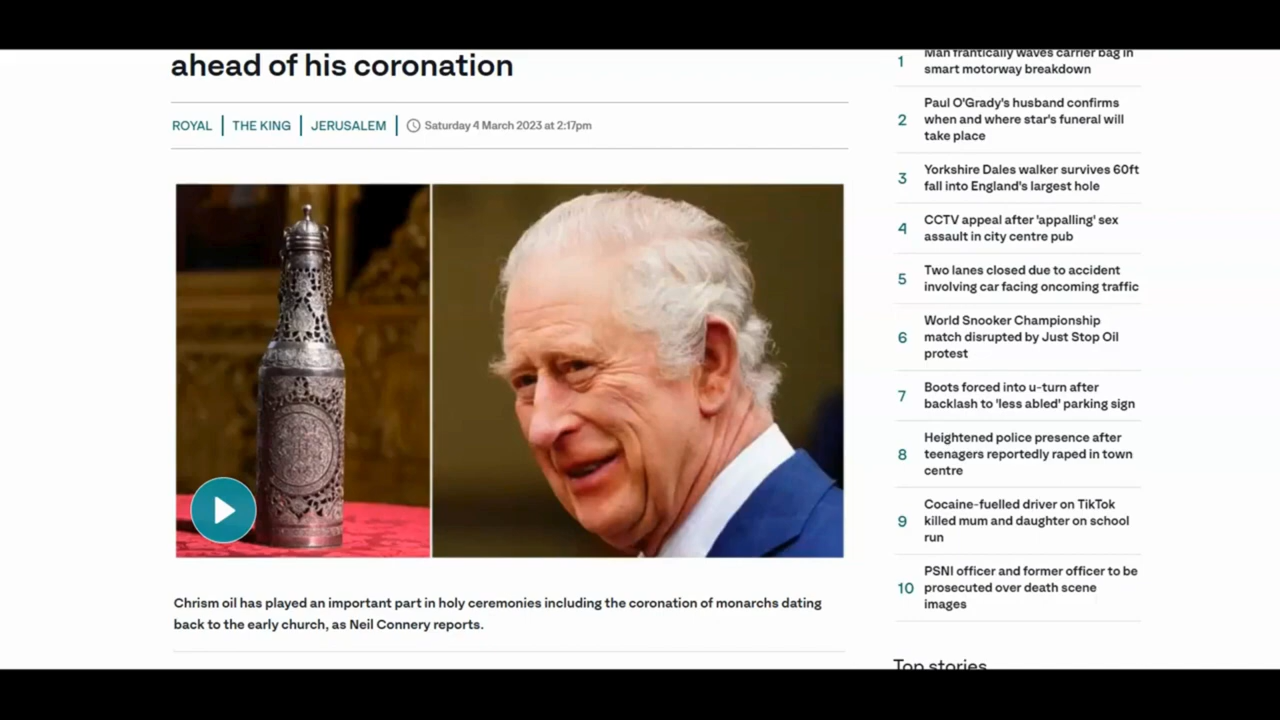 ahead of his coronation
ROYAL
THE KING
JERUSALEM
Saturday 4 March 2023 at 2:17pm
Chrism oil has played an important part in holy ceremonies including the coronation of monarchs dating
back to the early church, as Neil Connery reports.
1
Man frantically waves carrier bag in
smart motorway breakdown
2
Paul O'Grady's husband confirms
when and where star's funeral will
take place
3
Yorkshire Dales walker survives 60ft
fall into England's largest hole
4
CCTV appeal after 'appalling' sex
assault in city centre pub
5
Two lanes closed due to accident
involving car facing oncoming traffic
6
World Snooker Championship
match disrupted by Just Stop Oil
protest
7
Boots forced into u-turn after
backlash to 'less abled' parking sign
8
Heightened police presence after
teenagers reportedly raped in town
centre
9
Cocaine-fuelled driver on TikTok
killed mum and daughter on school
run
10
PSNI officer and former officer to be
prosecuted over death scene
images
Top stories